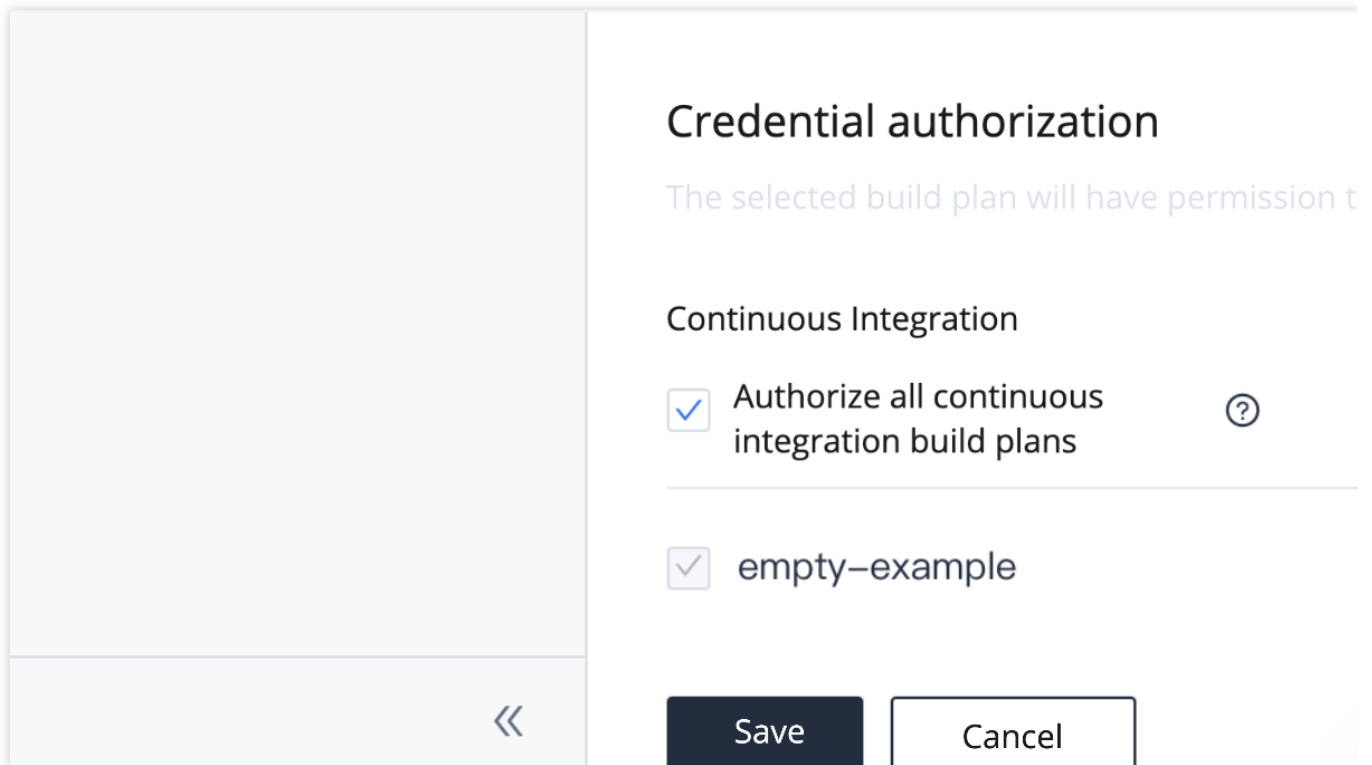 Credential authorization
The selected build plan will have permission t
Continuous Integration
Authorize all continuous
integration build plans
empty–example
Save
Cancel